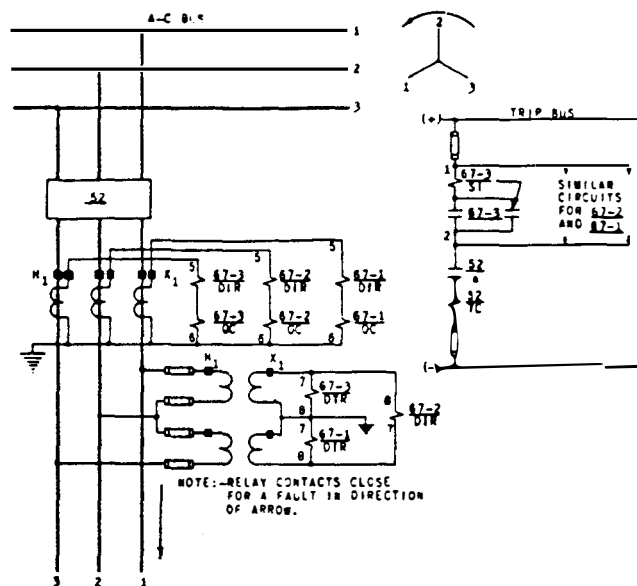 A-C BUS
1
2
3
2
1
3
(+)
TRIP BUS
1
67-3
SI
67-3
SIMILAR
CIRCUITS
FOR 67-2
AND 67-1
2
52
a
52
TC
(-)
52
H1
X1
5
67-3
DIR
67-3
OC
6
5
67-2
DIR
67-2
OC
6
5
67-1
DIR
67-1
OC
6
H1
X1
7
67-3
DIR
8
7
67-1
DIR
8
8
67-2
DIR
7
NOTE:-RELAY CONTACTS CLOSE
FOR A FAULT IN DIRECTION
OF ARROW.
3
2
1